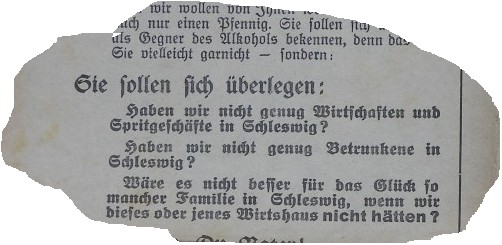 wir wollen von Ihnen
auch nur einen Pfennig. Sie sollen sich
als Gegner des Alkohols bekennen, denn das
Sie vielleicht garnicht — sondern:
Sie sollen sich überlegen:
Haben wir nicht genug Wirtschaften und
Spritgeschäfte in Schleswig?
Haben wir nicht genug Betrunkene in
Schleswig?
Wäre es nicht besser für das Glück so
mancher Familie in Schleswig, wenn wir
dieses oder jenes Wirtshaus nicht hätten?